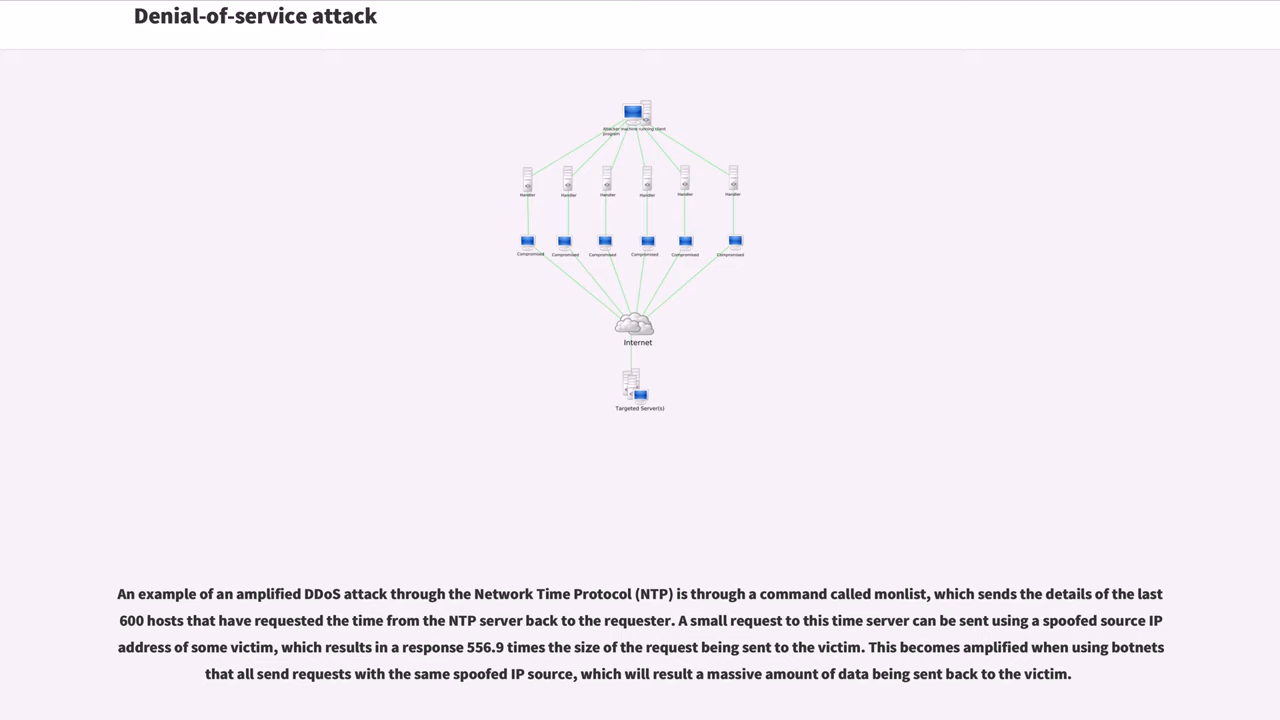 Denial-of-service attack
Attacker machine running client
program
Handler Handler Handler Handler Handler Handler
Compromised Compromised Compromised Compromised Compromised Compromised
Internet
Targeted Server(s)
An example of an amplified DDoS attack through the Network Time Protocol (NTP) is through a command called monlist, which sends the details of the last
600 hosts that have requested the time from the NTP server back to the requester. A small request to this time server can be sent using a spoofed source IP
address of some victim, which results in a response 556.9 times the size of the request being sent to the victim. This becomes amplified when using botnets
that all send requests with the same spoofed IP source, which will result a massive amount of data being sent back to the victim.